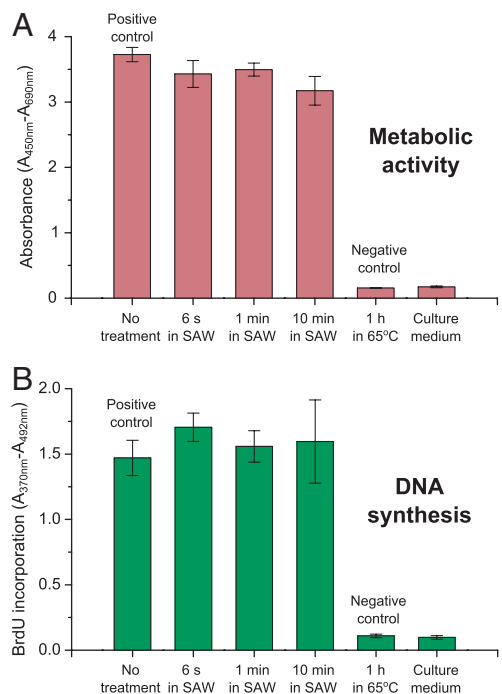 A
Positive
control
4
3
2
1
0
Absorbance (A450nm-A690nm)
Metabolic
activity
Negative
control
No
treatment
6 s
in SAW
1 min
in SAW
10 min
in SAW
1 h
in 65ºC
Culture
medium
B
Positive
control
2.0
1.5
1.0
0.5
0.0
BrdU incorporation (A370nm-A492nm)
DNA
synthesis
Negative
control
No
treatment
6 s
in SAW
1 min
in SAW
10 min
in SAW
1 h
in 65ºC
Culture
medium